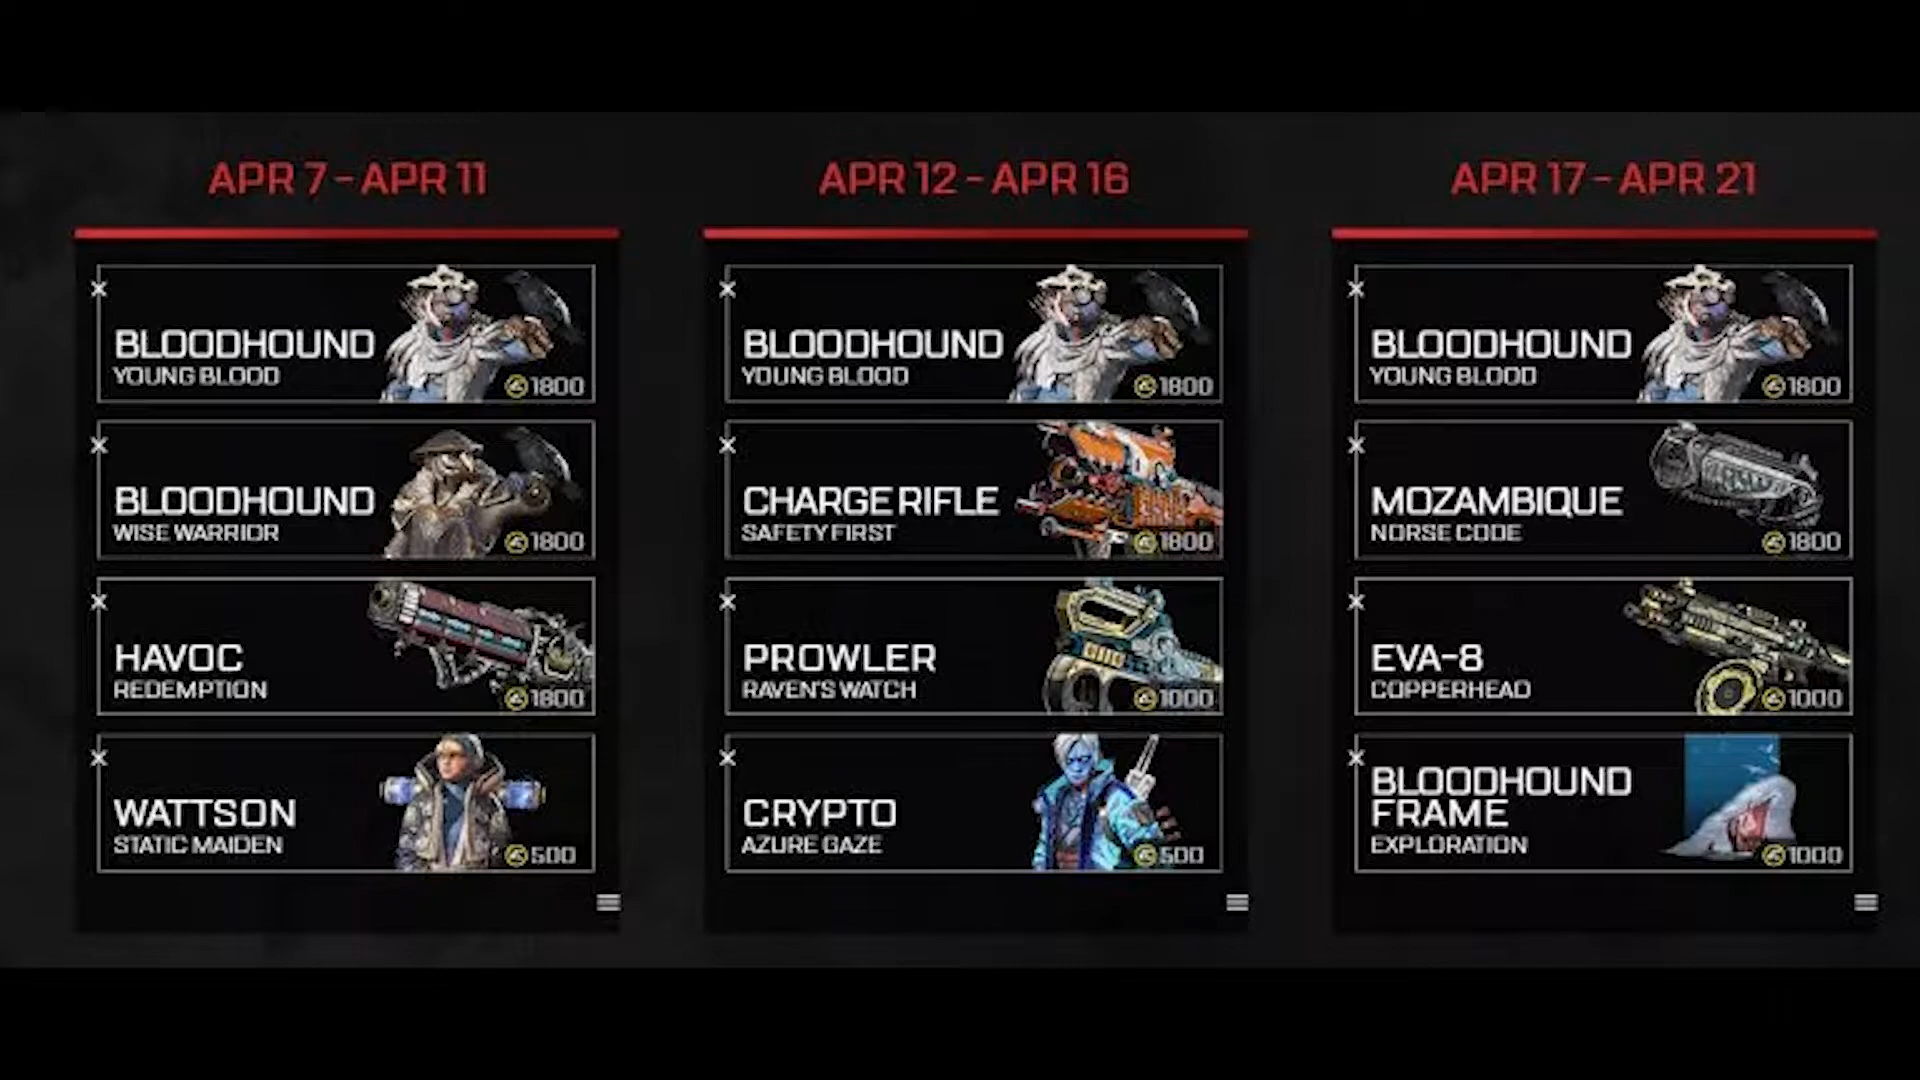 APR 7 - APR 11
BLOODHOUND
YOUNG BLOOD
1800
BLOODHOUND
WISE WARRIOR
1800
HAVOC
REDEMPTION
1800
WATTSON
STATIC MAIDEN
500
APR 12 - APR 16
BLOODHOUND
YOUNG BLOOD
1800
CHARGE RIFLE
SAFETY FIRST
1800
PROWLER
RAVEN'S WATCH
1000
CRYPTO
AZURE GAZE
500
APR 17 - APR 21
BLOODHOUND
YOUNG BLOOD
1800
MOZAMBIQUE
NORSE CODE
1800
EVA-8
COPPERHEAD
1000
BLOODHOUND
FRAME
EXPLORATION
1000